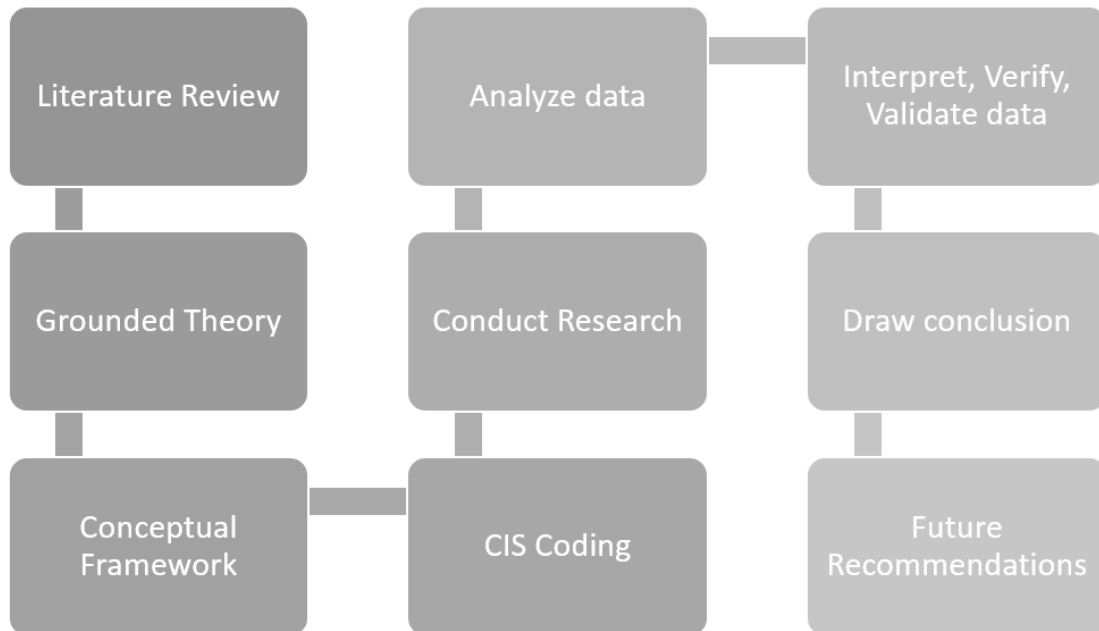 Literature Review
Grounded Theory
Conceptual
Framework
CIS Coding
Conduct Research
Analyze data
Interpret, Verify,
Validate data
Draw conclusion
Future
Recommendations